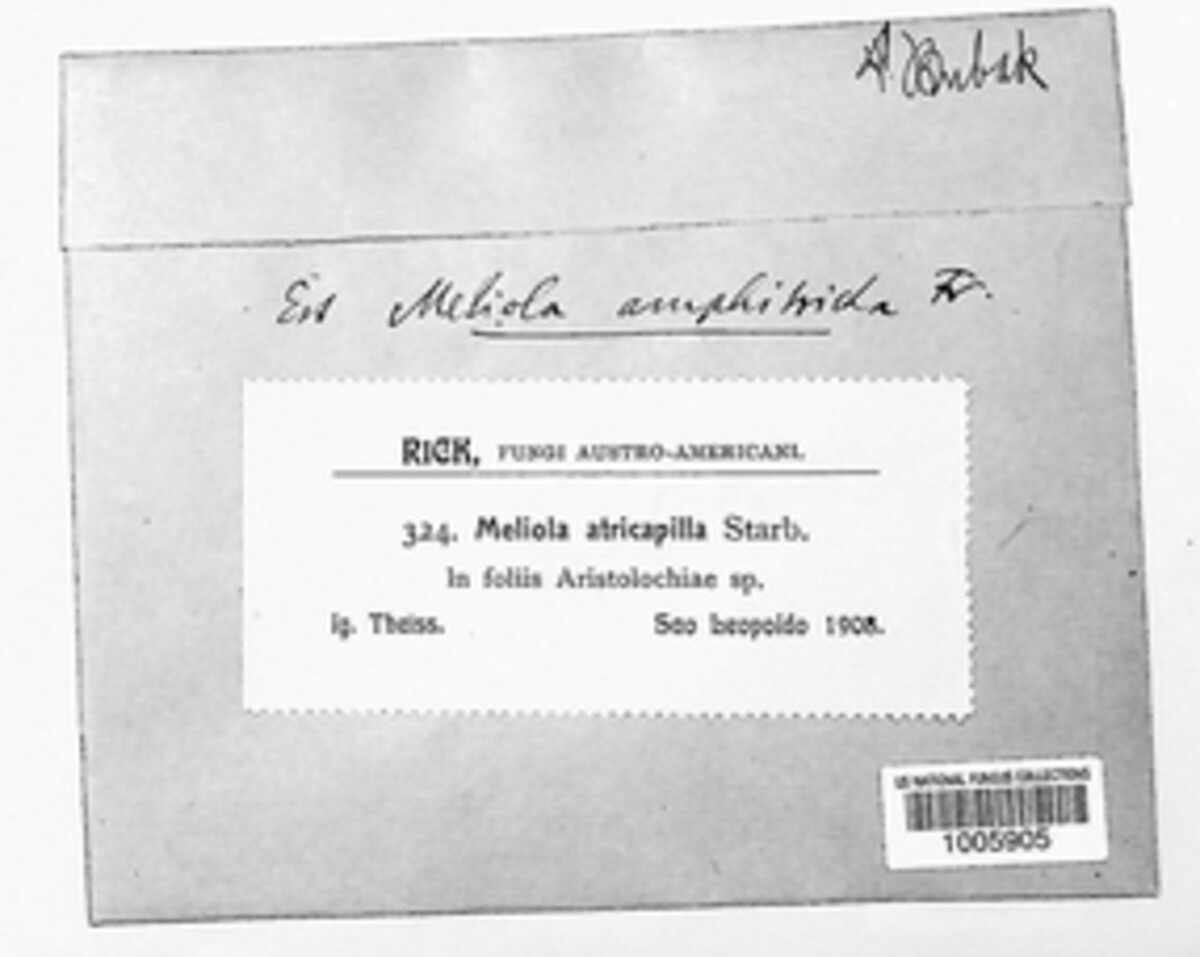 Bubak
Est Meliola amphitricha Fr.
RICK, FUNGI AUSTRO-AMERICANI.
324. Meliola atricapilla Starb.
In foliis Aristolochiae sp.
ig. Theiss. Sao Leopoldo 1908.
US NATIONAL FUNGUS COLLECTIONS
1005905